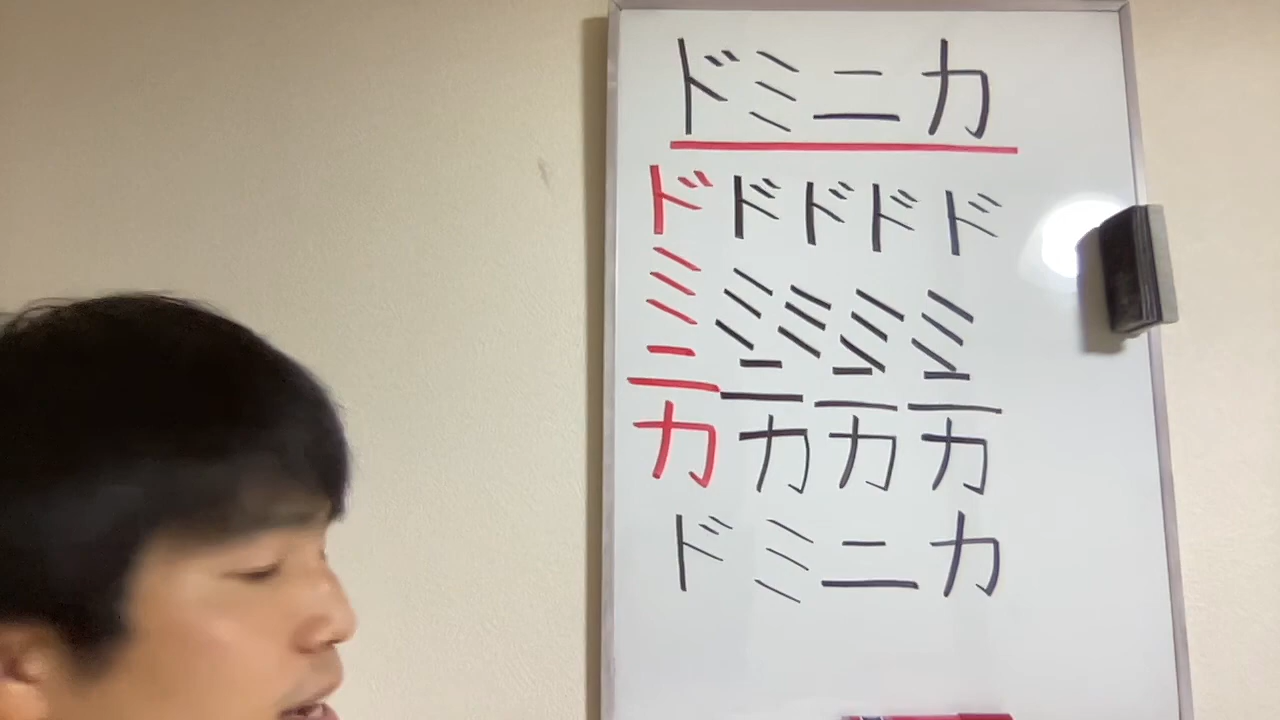 ドミニカ
ド ド ド ド ド
ミ ミ ミ ミ ミ
ニ ニ ニ ニ
カ カ カ カ
ドミニカ